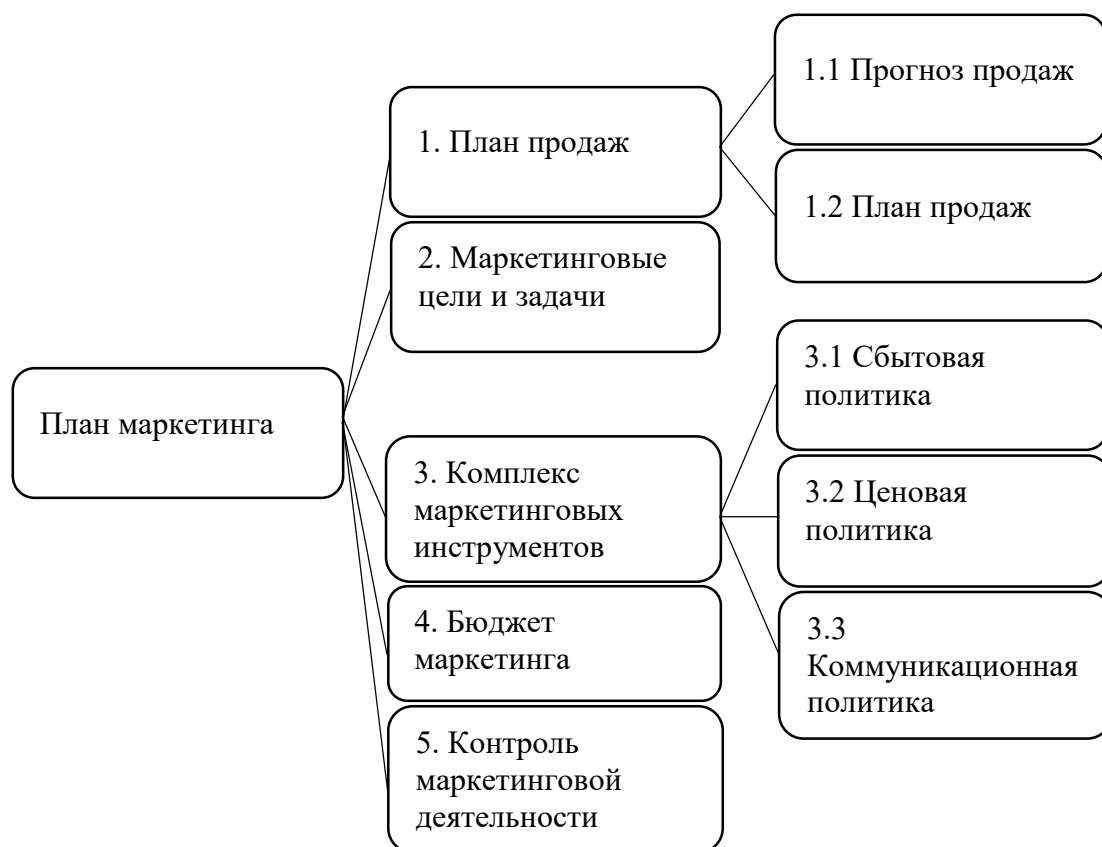 План маркетинга
1. План продаж
1.1 Прогноз продаж
1.2 План продаж
2. Маркетинговые
цели и задачи
3. Комплекс
маркетинговых
инструментов
3.1 Сбытовая
политика
3.2 Ценовая
политика
3.3
Коммуникационная
политика
4. Бюджет
маркетинга
5. Контроль
маркетинговой
деятельности